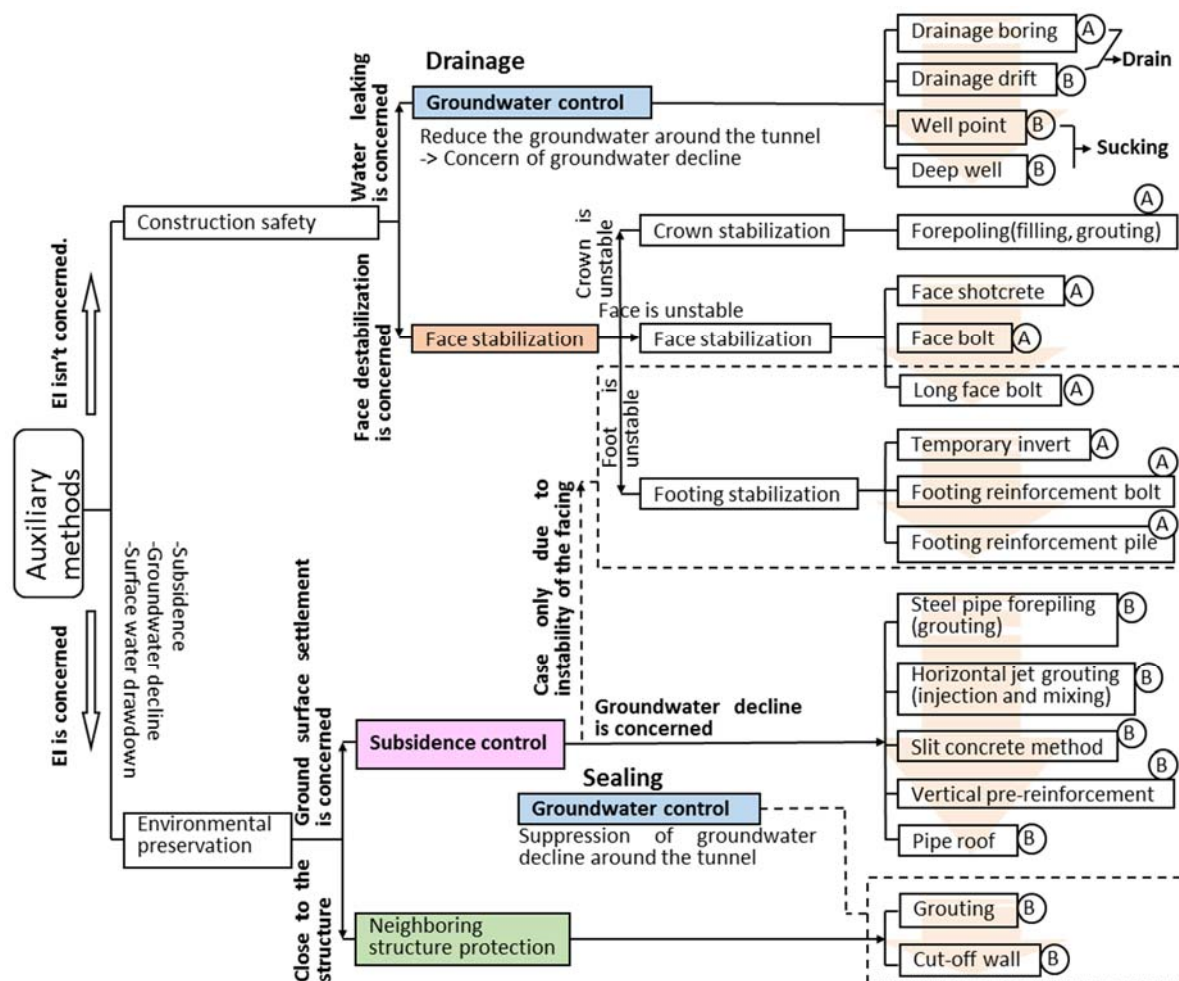 Auxiliary
methods
EI isn't concerned.
EI is concerned
-Subsidence
-Groundwater decline
-Surface water drawdown
Construction safety
Water leaking
is concerned
Face destabilization
is concerned
Drainage
Groundwater control
Reduce the groundwater around the tunnel
-> Concern of groundwater decline
Drainage boring
A
Drainage drift
B
Drain
Well point
B
Deep well
B
Sucking
Face stabilization
Crown is
unstable
Face is unstable
Foot is
unstable
Crown stabilization
A
Forepoling(filling, grouting)
Face stabilization
Face shotcrete
A
Face bolt
A
Long face bolt
A
Footing stabilization
Temporary invert
A
A
Footing reinforcement bolt
A
Footing reinforcement pile
Environmental
preservation
Ground surface settlement
is concerned
Close to the
structure
Subsidence control
Case only due to
instability of the facing
Groundwater decline
is concerned
Steel pipe forepiling
(grouting)
B
Horizontal jet grouting
(injection and mixing)
B
Slit concrete method
B
B
Vertical pre-reinforcement
Pipe roof
B
Sealing
Groundwater control
Suppression of groundwater
decline around the tunnel
Neighboring
structure protection
Grouting
B
Cut-off wall
B